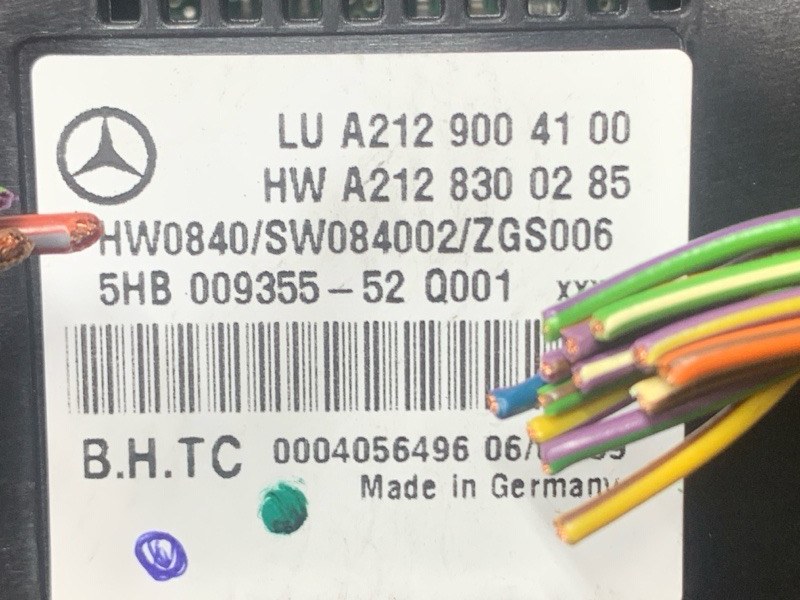 LU A212 900 41 00
HW A212 830 02 85
HW0840/SW084002/ZGS006
5HB 009355-52 Q001
B.H.TC 0004056496
Made in Germany